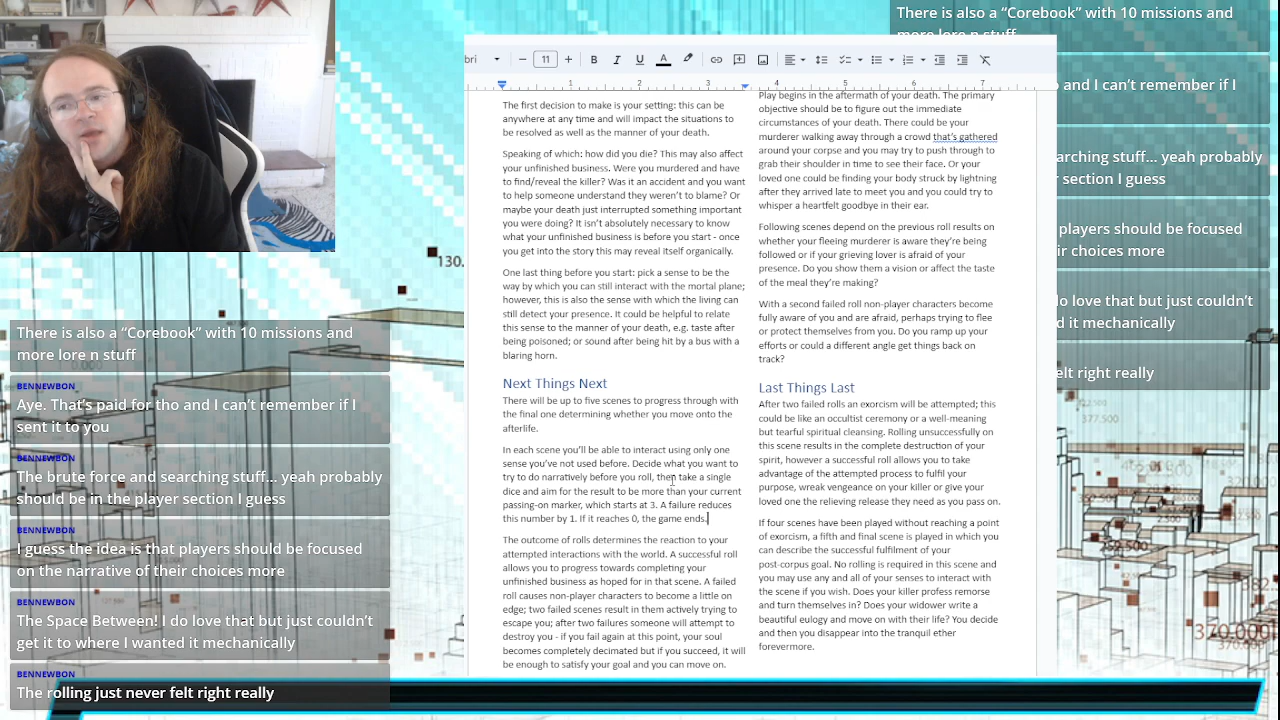 There is also a “Corebook” with 10 missions and
more lore n stuff
o and I can’t remember if I
arching stuff... yeah probably
r section I guess
players should be focused
choices more
o love that but just couldn’t
d it mechanically
elt right really
bri
11
B
I
U
A
1
2
3
4
5
6
7
The first decision to make is your setting: this can be
anywhere at any time and will impact the situations to
be resolved as well as the manner of your death.
Speaking of which: how did you die? This may also affect
your unfinished business. Were you murdered and have
to find/reveal the killer? Was it an accident and you want
to help someone understand they weren’t to blame? Or
maybe your death just interrupted something important
you were doing? It isn’t absolutely necessary to know
what your unfinished business is before you start - once
you get into the story this may reveal itself organically.
One last thing before you start: pick a sense to be the
way by which you can still interact with the mortal plane;
however, this is also the sense with which the living can
still detect your presence. It could be helpful to relate
this sense to the manner of your death, e.g. taste after
being poisoned; or sound after being hit by a bus with a
blaring horn.
Next Things Next
There will be up to five scenes to progress through with
the final one determining whether you move onto the
afterlife.
In each scene you’ll be able to interact using only one
sense you’ve not used before. Decide what you want to
try to do narratively before you roll, then take a single
dice and aim for the result to be more than your current
passing-on marker, which starts at 3. A failure reduces
this number by 1. If it reaches 0, the game ends.
The outcome of rolls determines the reaction to your
attempted interactions with the world. A successful roll
allows you to progress towards completing your
unfinished business as hoped for in that scene. A failed
roll causes non-player characters to become a little on
edge; two failed scenes result in them actively trying to
escape you; after two failures someone will attempt to
destroy you - if you fail again at this point, your soul
becomes completely decimated but if you succeed, it will
be enough to satisfy your goal and you can move on.
Play begins in the aftermath of your death. The primary
objective should be to figure out the immediate
circumstances of your death. There could be your
murderer walking away through a crowd that’s gathered
around your corpse and you may try to push through to
grab their shoulder in time to see their face. Or your
loved one could be finding your body struck by lightning
after they arrived late to meet you and you could try to
whisper a heartfelt goodbye in their ear.
Following scenes depend on the previous roll results on
whether your fleeing murderer is aware they’re being
followed or if your grieving lover is afraid of your
presence. Do you show them a vision or affect the taste
of the meal they’re making?
With a second failed roll non-player characters become
fully aware of you and are afraid, perhaps trying to flee
or protect themselves from you. Do you ramp up your
efforts or could a different angle get things back on
track?
Last Things Last
After two failed rolls an exorcism will be attempted; this
could be like an occultist ceremony or a well-meaning
but tearful spiritual cleansing. Rolling unsuccessfully on
this scene results in the complete destruction of your
spirit, however a successful roll allows you to take
advantage of the attempted process to fulfil your
purpose, wreak vengeance on your killer or give your
loved one the relieving release they need as you pass on.
If four scenes have been played without reaching a point
of exorcism, a fifth and final scene is played in which you
can describe the successful fulfilment of your
post-corpus goal. No rolling is required in this scene and
you may use any and all of your senses to interact with
the scene if you wish. Does your killer profess remorse
and turn themselves in? Does your widower write a
beautiful eulogy and move on with their life? You decide
and then you disappear into the tranquil ether
forevermore.
There is also a “Corebook” with 10 missions and
more lore n stuff
BENNEWBON
Aye. That’s paid for tho and I can’t remember if I
sent it to you
BENNEWBON
The brute force and searching stuff... yeah probably
should be in the player section I guess
BENNEWBON
I guess the idea is that players should be focused
on the narrative of their choices more
BENNEWBON
The Space Between! I do love that but just couldn’t
get it to where I wanted it mechanically
BENNEWBON
The rolling just never felt right really
130.
0.000
377.500
370.000